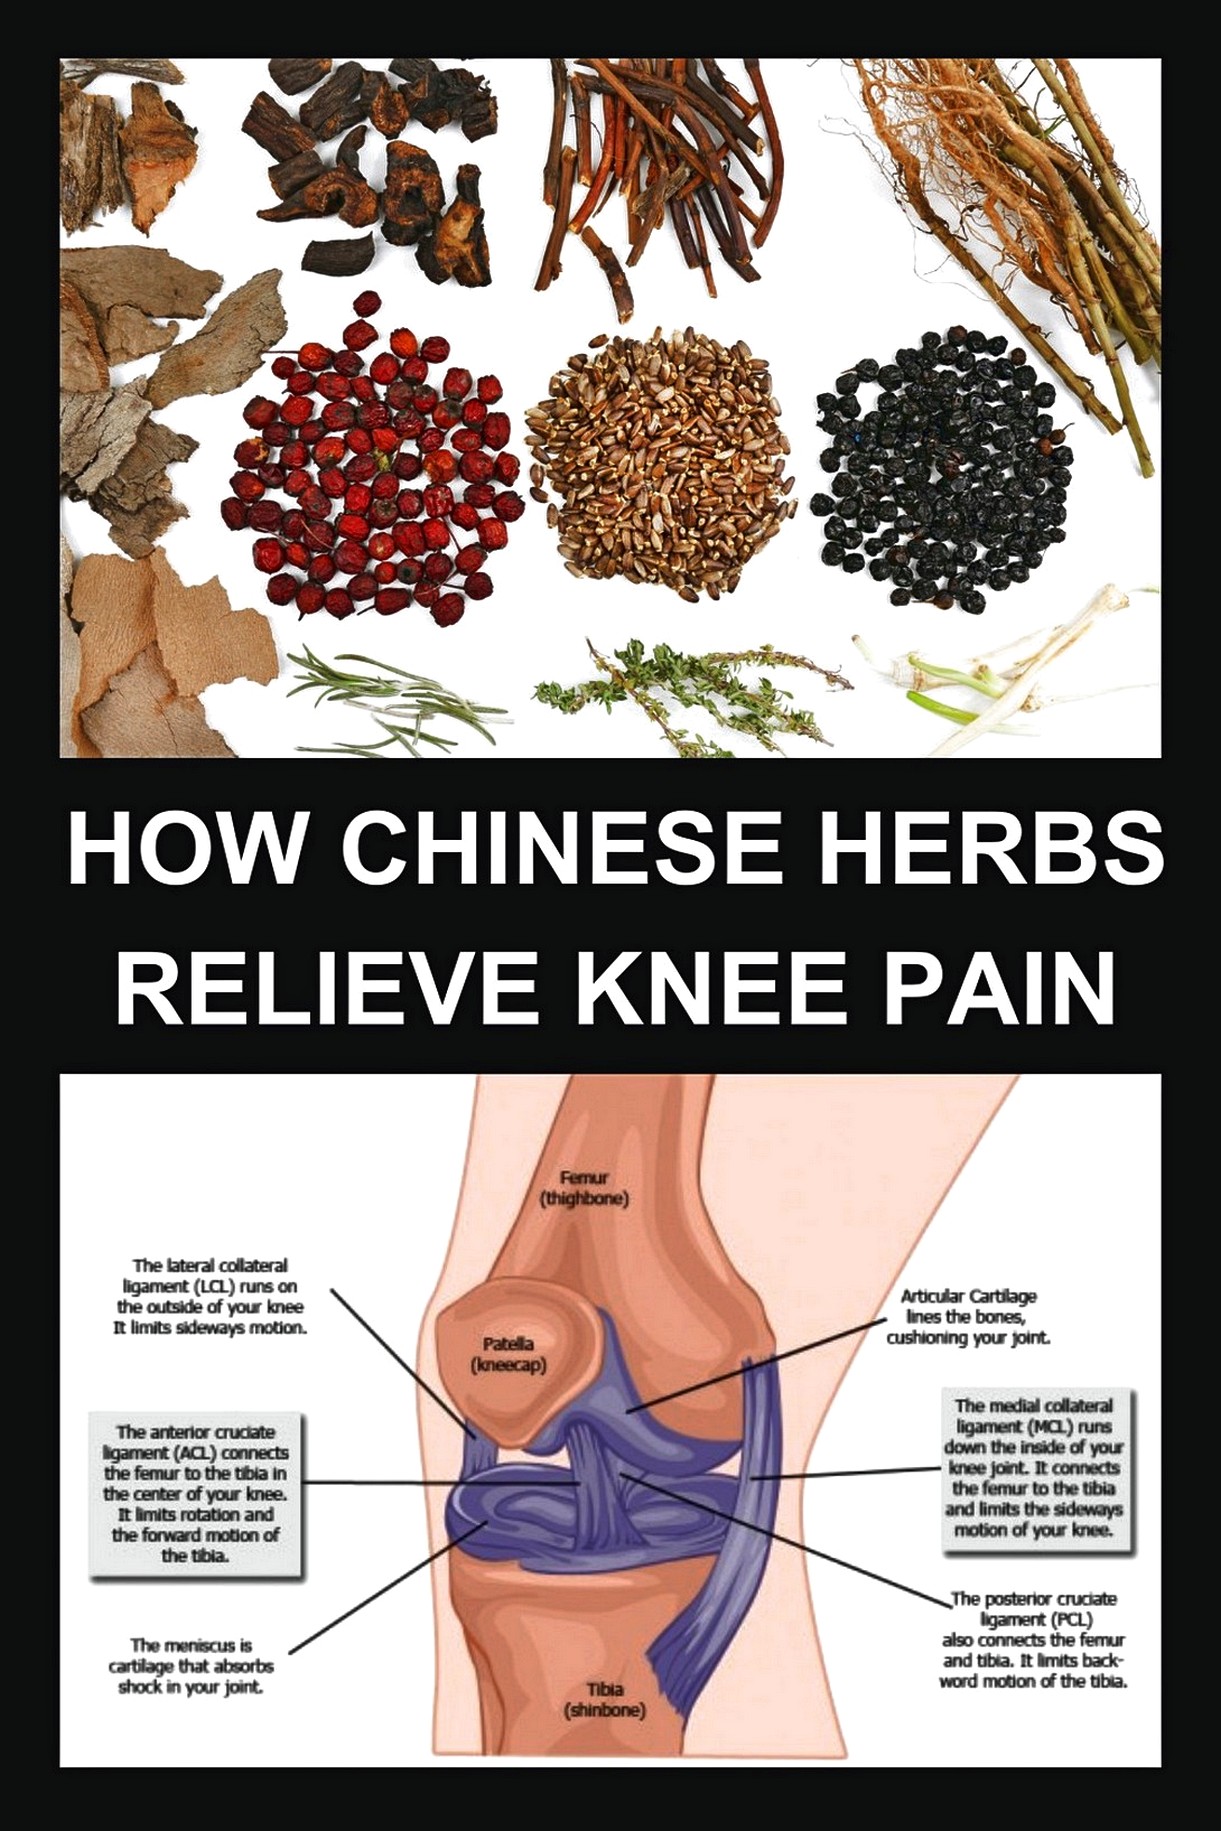 HOW CHINESE HERBS
RELIEVE KNEE PAIN
Femur
(thighbone)
The lateral collateral
ligament (LCL) runs on
the outside of your knee
It limits sideways motion.
Articular Cartilage
lines the bones,
cushioning your joint.
Patella
(kneecap)
The anterior cruciate
ligament (ACL) connects
the femur to the tibia in
the center of your knee.
It limits rotation and
the forward motion of
the tibia.
The medial collateral
ligament (MCL) runs
down the inside of your
knee joint. It connects
the femur to the tibia
and limits the sideways
motion of your knee.
The meniscus is
cartilage that absorbs
shock in your joint.
The posterior cruciate
ligament (PCL)
also connects the femur
and tibia. It limits back-
word motion of the tibia.
Tibia
(shinbone)